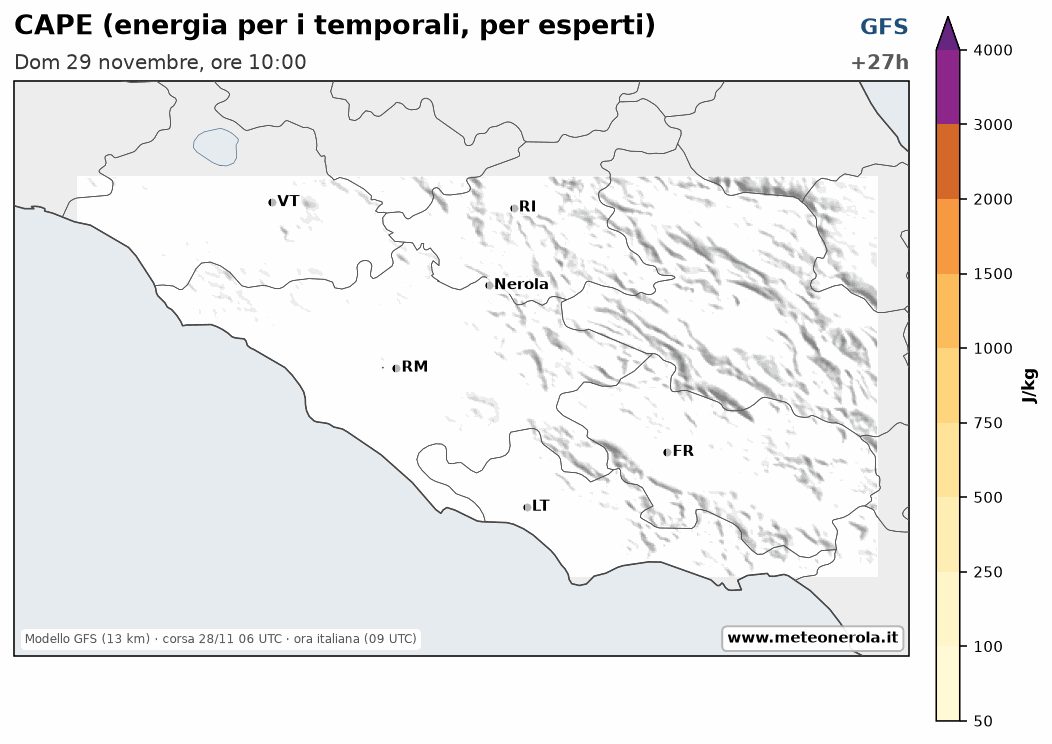 CAPE (energia per i temporali, per esperti)
GFS
Dom 29 novembre, ore 10:00
+27h
4000
3000
2000
1500
1000
750
500
250
100
50
J/kg
VT
RI
Nerola
RM
FR
LT
Modello GFS (13 km) · corsa 28/11 06 UTC · ora italiana (09 UTC)
www.meteonerola.it